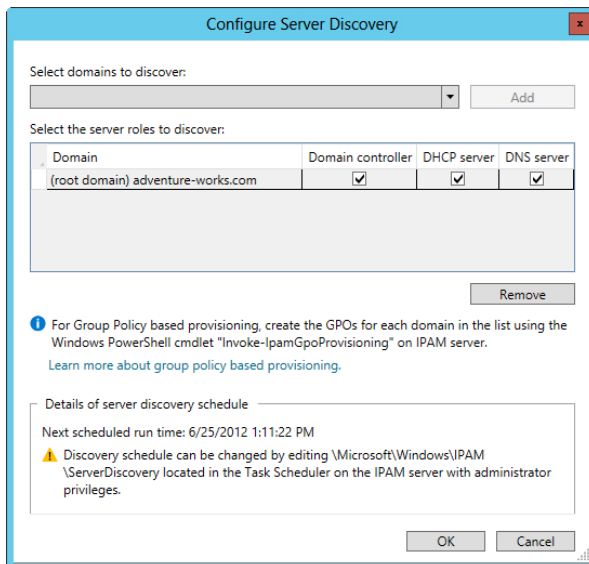 Configure Server Discovery
x
Select domains to discover:
Add
Select the server roles to discover:
Domain Domain controller DHCP server DNS server
(root domain) adventure-works.com
Remove
For Group Policy based provisioning, create the GPOs for each domain in the list using the
Windows PowerShell cmdlet "Invoke-IpamGpoProvisioning" on IPAM server.
Learn more about group policy based provisioning.
Details of server discovery schedule
Next scheduled run time: 6/25/2012 1:11:22 PM
Discovery schedule can be changed by editing \Microsoft\Windows\IPAM
\ServerDiscovery located in the Task Scheduler on the IPAM server with administrator
privileges.
OK Cancel